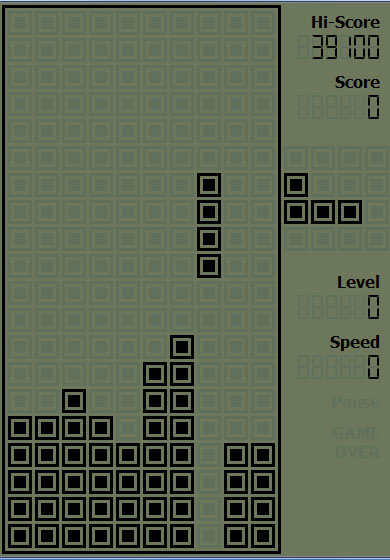 Hi-Score
39100
Score
0
Level
0
Speed
0
Pause
GAME
OVER